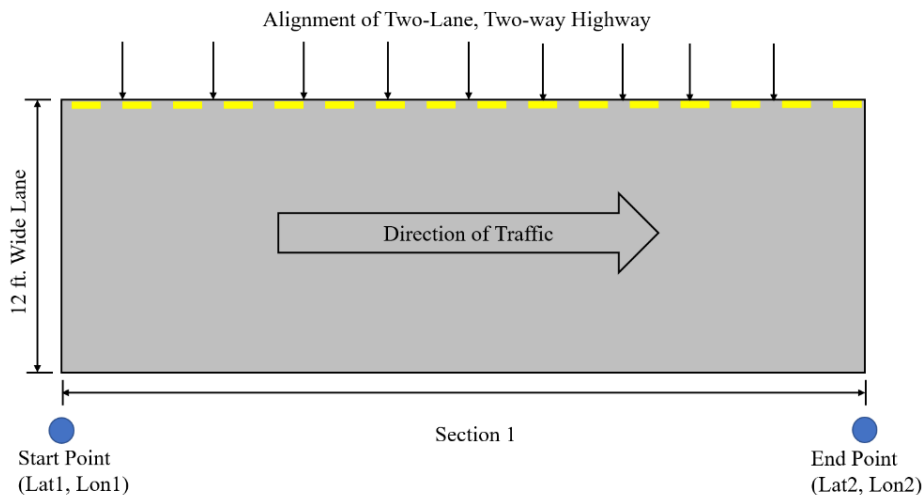 Alignment of Two-Lane, Two-way Highway
12 ft. Wide Lane
Direction of Traffic
Section 1
Start Point
(Lat1, Lon1)
End Point
(Lat2, Lon2)